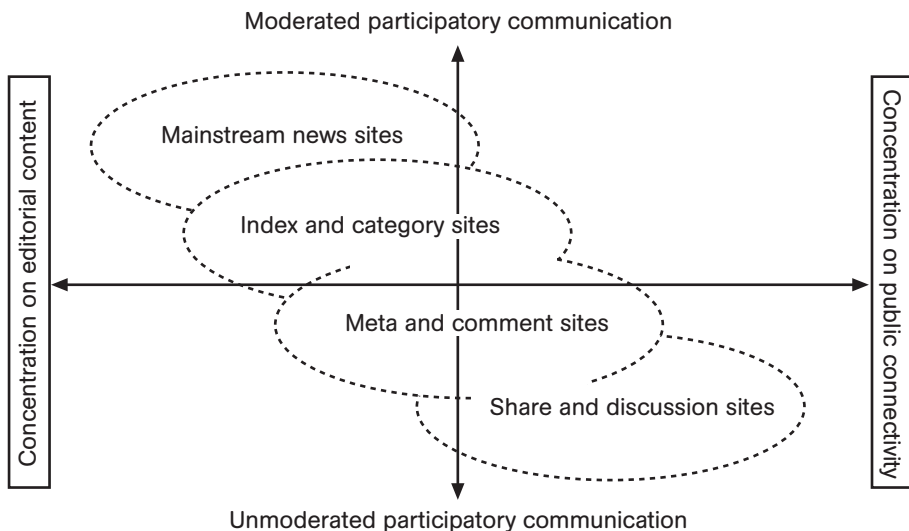 Moderated participatory communication
Concentration on editorial content
Concentration on public connectivity
Mainstream news sites
Index and category sites
Meta and comment sites
Share and discussion sites
Unmoderated participatory communication